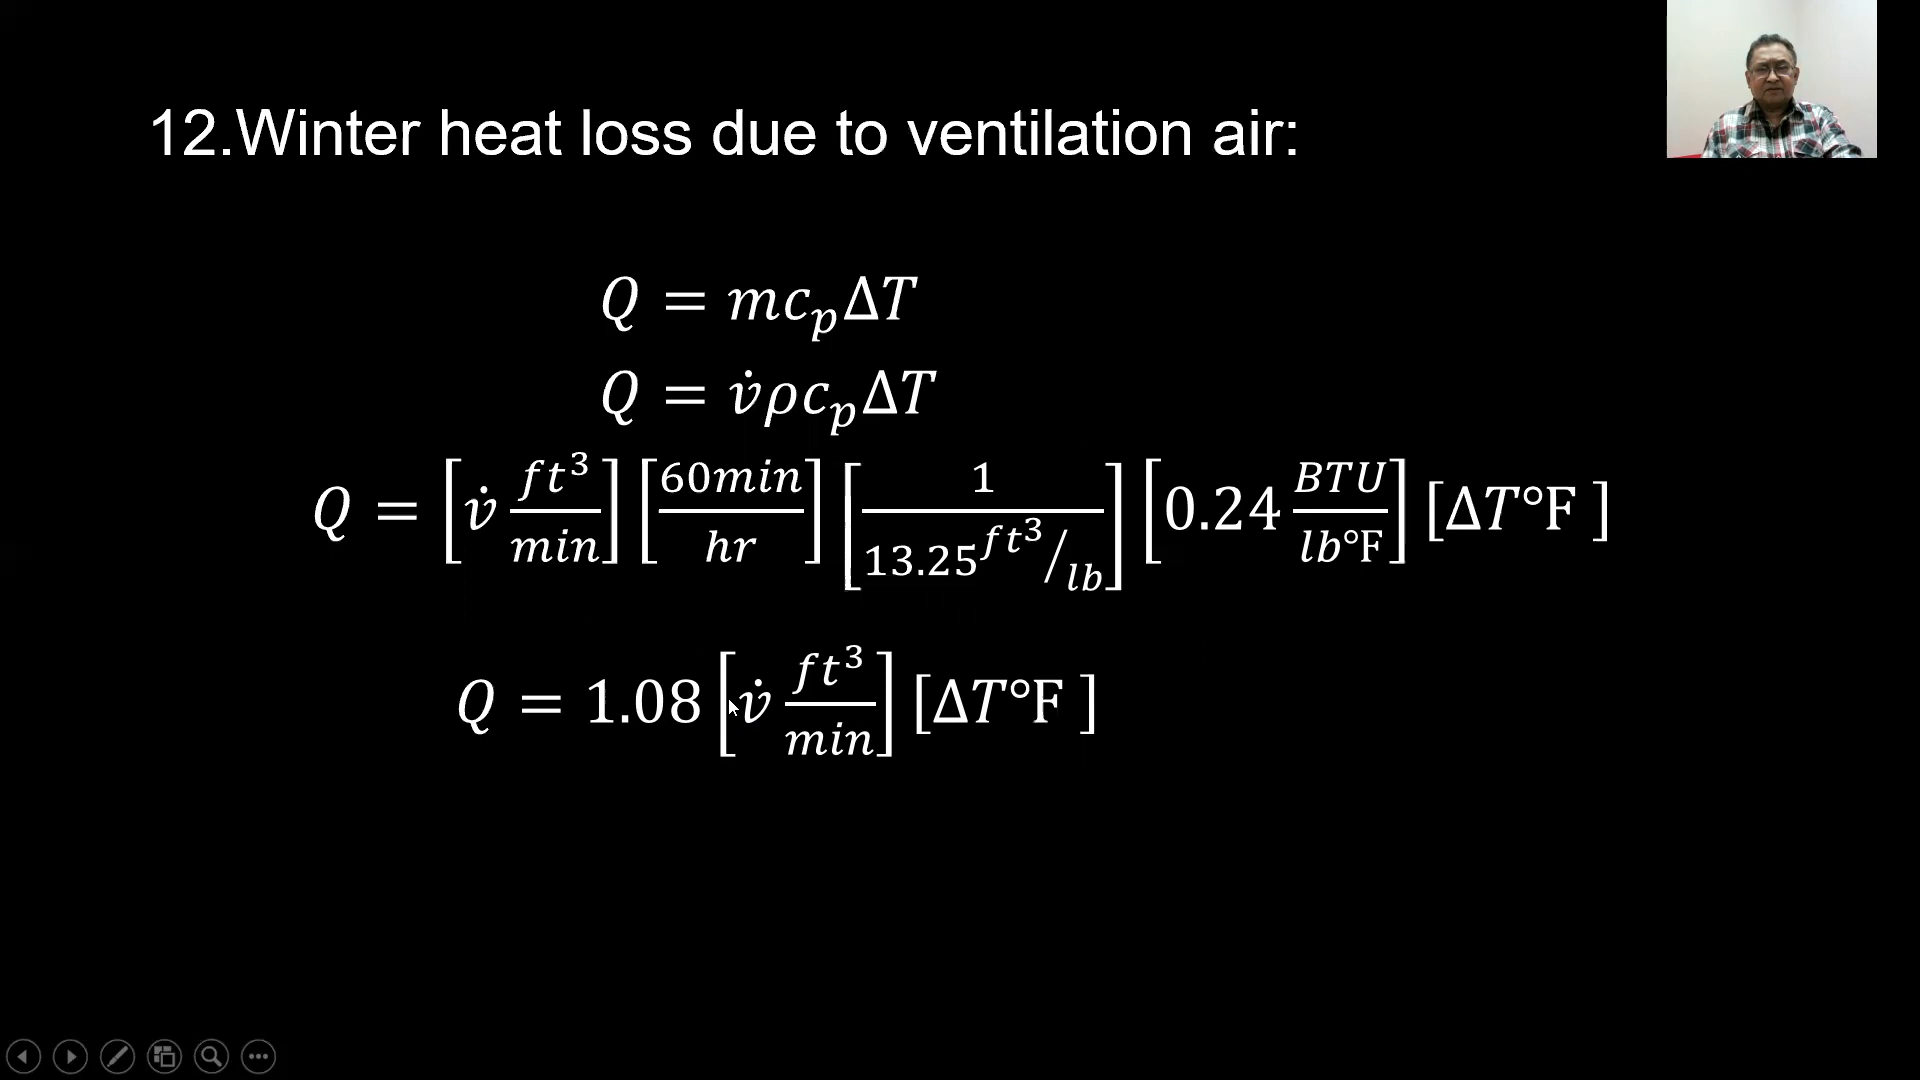 12.Winter heat loss due to ventilation air:
Q = mc_pΔT
Q = v̇ρc_pΔT
Q = [v̇ ft³/min] [60min/hr] [1/(13.25 ft³/lb)] [0.24 BTU/lb°F] [ΔT°F ]
Q = 1.08 [v̇ ft³/min] [ΔT°F ]